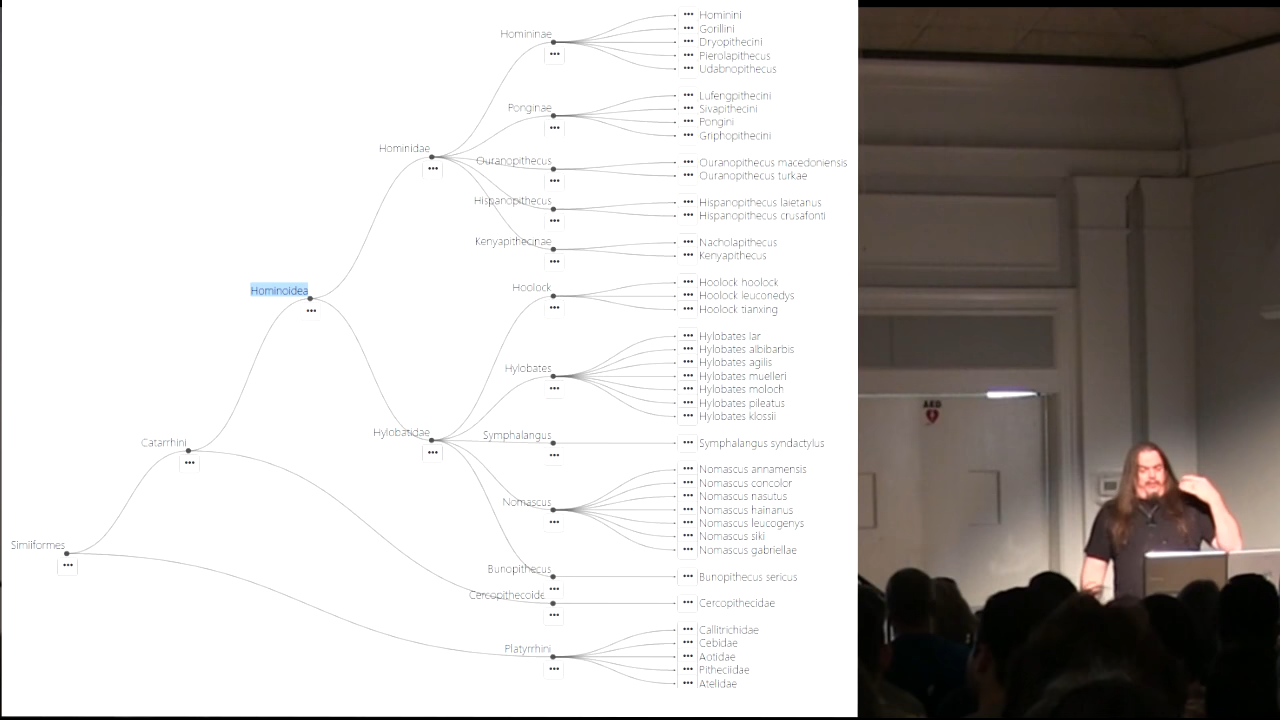 Homininae
Hominini
Gorillini
Dryopithecini
Pierolapithecus
Udabnopithecus
Ponginae
Lufengpithecini
Sivapithecini
Pongini
Griphopithecini
Hominidae
Ouranopithecus
Ouranopithecus macedoniensis
Ouranopithecus turkae
Hispanopithecus
Hispanopithecus laietanus
Hispanopithecus crusafonti
Kenyapithecinae
Nacholapithecus
Kenyapithecus
Hominoidea
Hoolock
Hoolock hoolock
Hoolock leuconedys
Hoolock tianxing
Hylobates
Hylobates lar
Hylobates albibarbis
Hylobates agilis
Hylobates muelleri
Hylobates moloch
Hylobates pileatus
Hylobates klossii
Catarrhini
Hylobatidae
Symphalangus
Symphalangus syndactylus
Nomascus
Nomascus annamensis
Nomascus concolor
Nomascus nasutus
Nomascus hainanus
Nomascus leucogenys
Nomascus siki
Nomascus gabriellae
Simiiformes
Bunopithecus
Bunopithecus sericus
Cercopithecoide
Cercopithecidae
Platyrrhini
Callitrichidae
Cebidae
Aotidae
Pitheciidae
Atelidae
AED